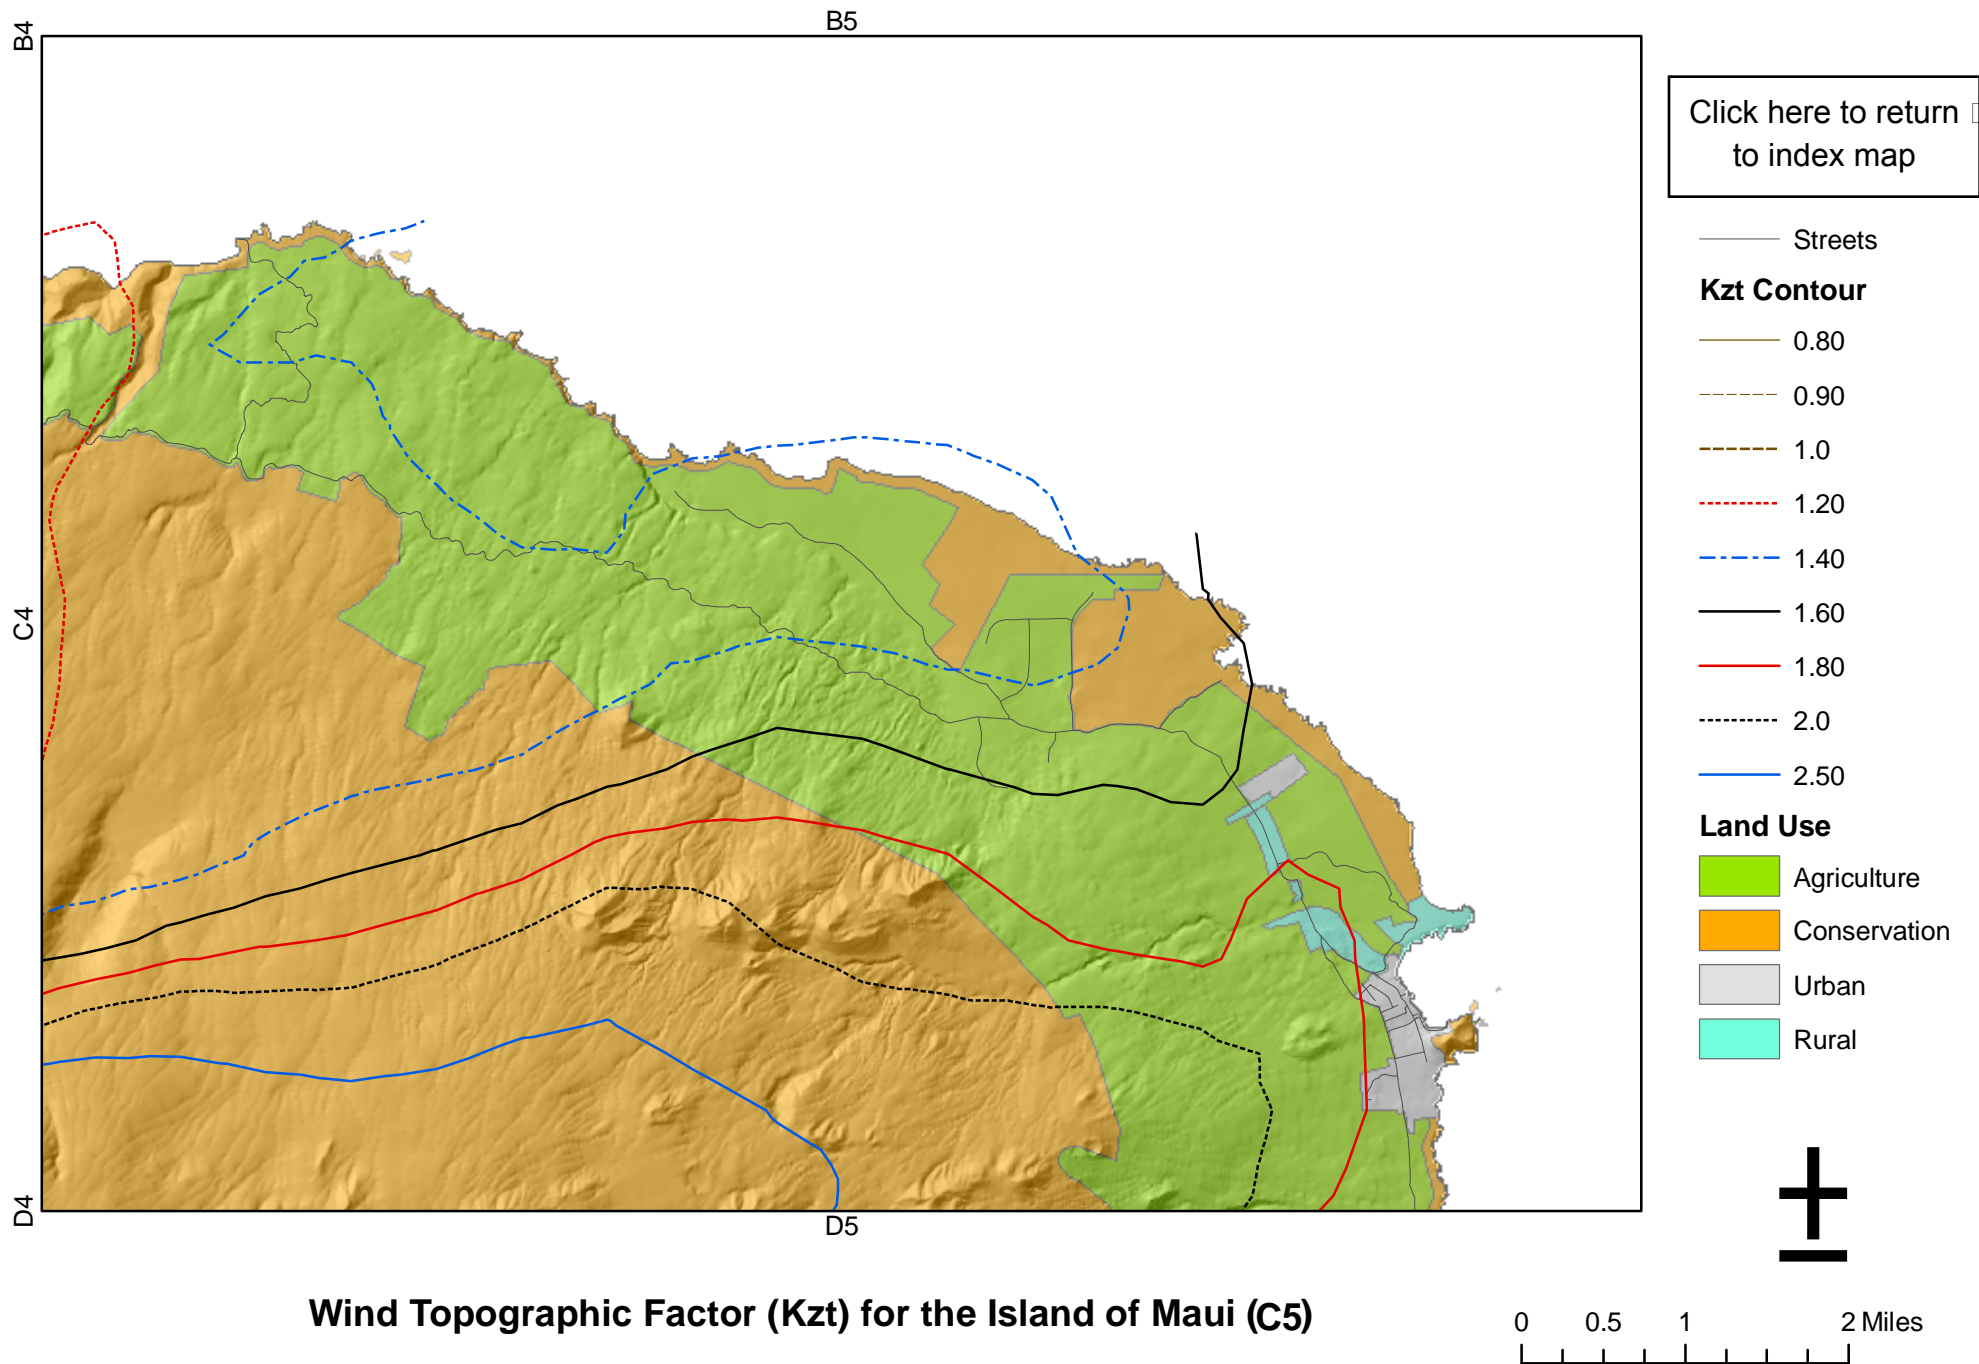 B4
B5
Click here to return
to index map
Streets
Kzt Contour
0.80
0.90
1.0
1.20
1.40
C4
1.60
1.80
2.0
2.50
Land Use
Agriculture
Conservation
Urban
Rural
D4
D5
Wind Topographic Factor (Kzt) for the Island of Maui (C5)
0 0.5 1 2 Miles